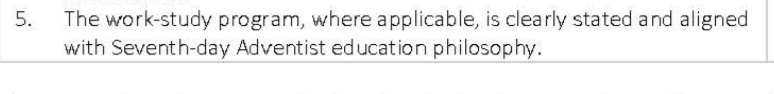 5. The work-study program, where applicable, is clearly stated and aligned
with Seventh-day Adventist education philosophy.